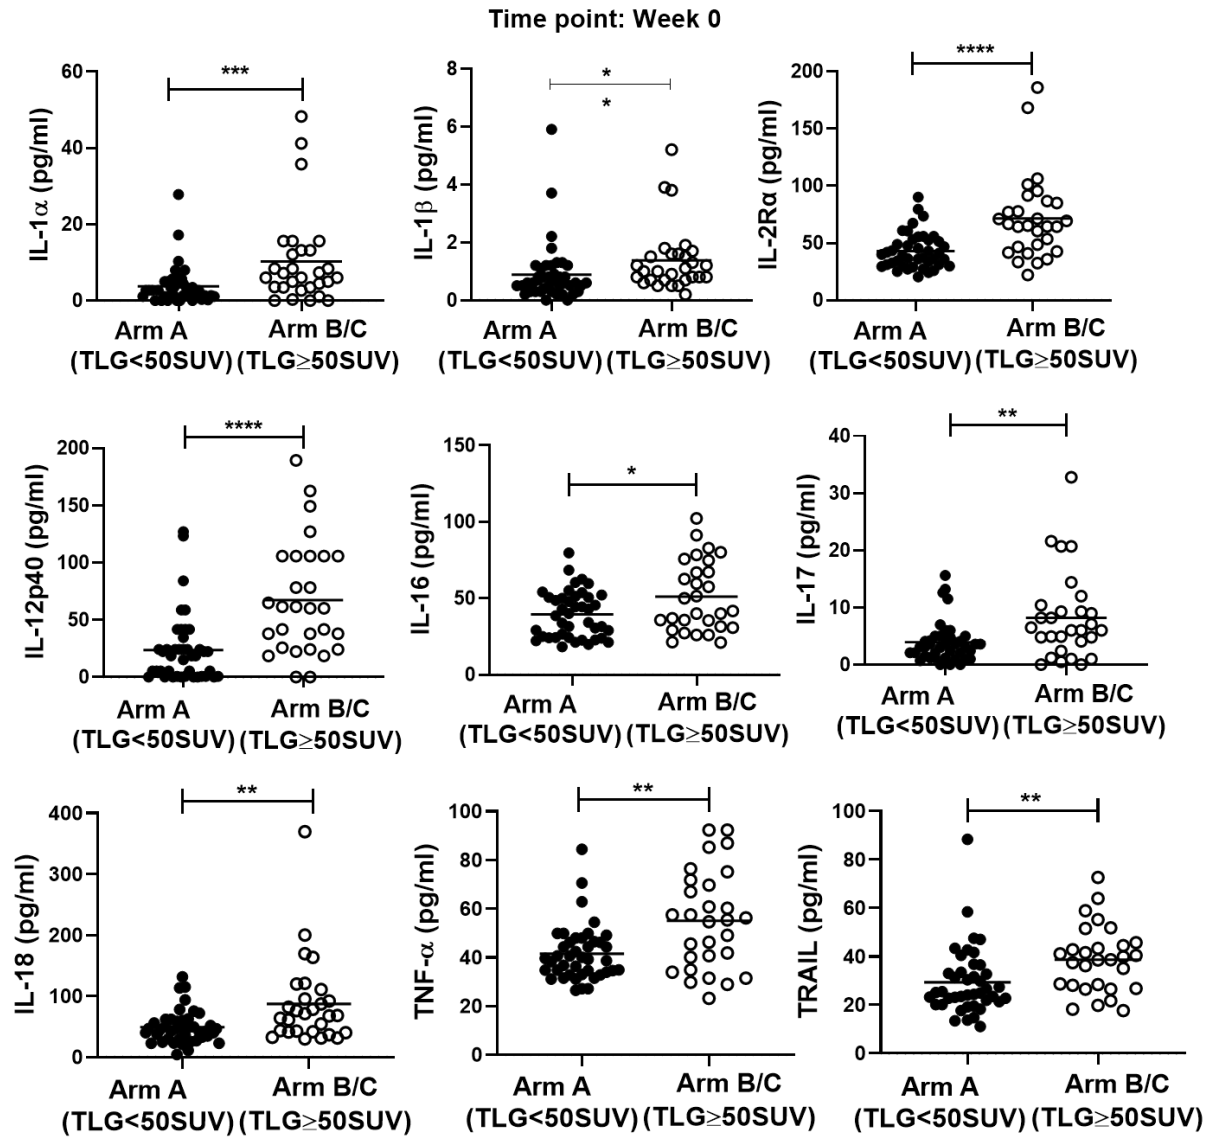 Time point: Week 0
IL-1α (pg/ml)
60
40
20
0
***
Arm A
(TLG<50SUV)
Arm B/C
(TLG≥50SUV)
IL-1β (pg/ml)
8
6
4
2
0
*
*
Arm A
(TLG<50SUV)
Arm B/C
(TLG≥50SUV)
IL-2Rα (pg/ml)
200
150
100
50
0
****
Arm A
(TLG<50SUV)
Arm B/C
(TLG≥50SUV)
IL-12p40 (pg/ml)
200
150
100
50
0
****
Arm A
(TLG<50SUV)
Arm B/C
(TLG≥50SUV)
IL-16 (pg/ml)
150
100
50
0
*
Arm A
(TLG<50SUV)
Arm B/C
(TLG≥50SUV)
IL-17 (pg/ml)
40
30
20
10
0
**
Arm A
(TLG<50SUV)
Arm B/C
(TLG≥50SUV)
IL-18 (pg/ml)
400
300
200
100
0
**
Arm A
(TLG<50SUV)
Arm B/C
(TLG≥50SUV)
TNF-α (pg/ml)
100
80
60
40
20
0
**
Arm A
(TLG<50SUV)
Arm B/C
(TLG≥50SUV)
TRAIL (pg/ml)
100
80
60
40
20
0
**
Arm A
(TLG<50SUV)
Arm B/C
(TLG≥50SUV)